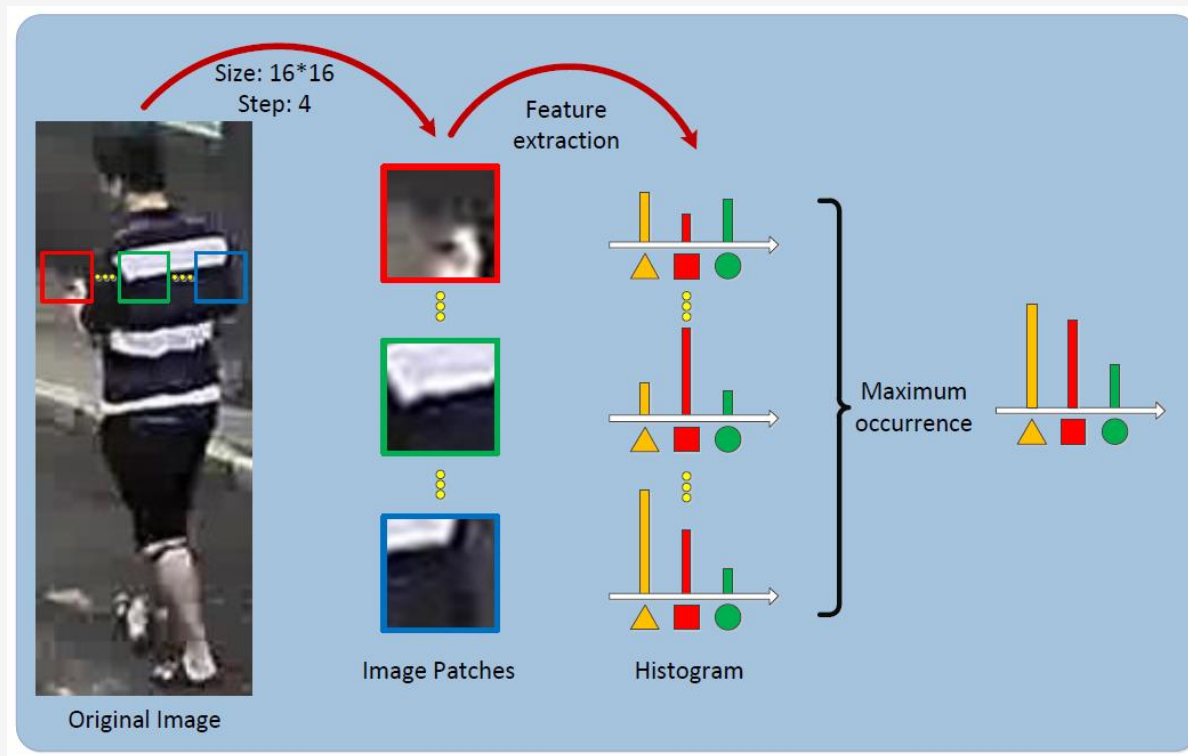 Size: 16*16
Step: 4
Feature
extraction
Maximum
occurrence
Image Patches
Histogram
Original Image